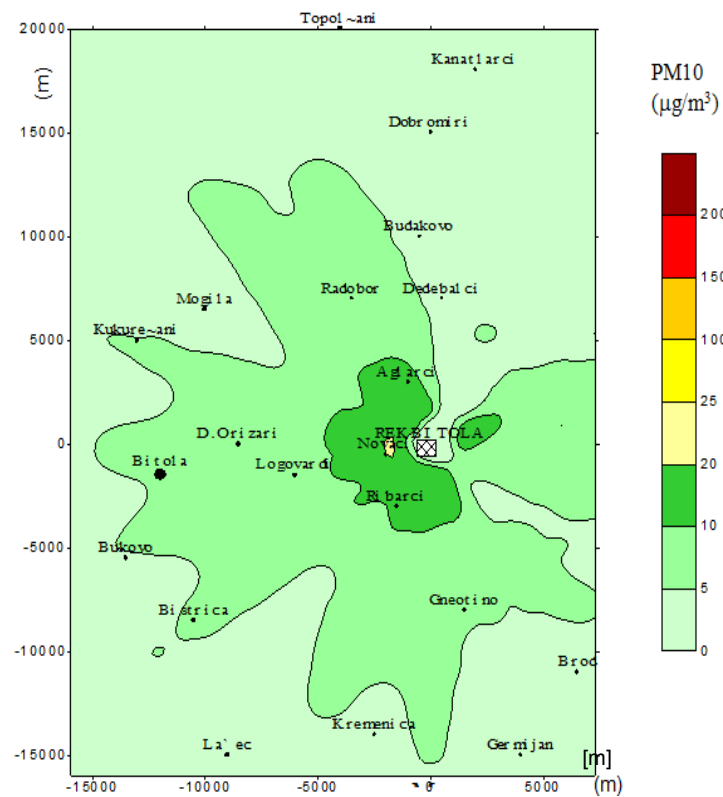 Topol~ani
20000
Kanatlarci
(m)
PM10
(µg/m³)
15000
Dobromiri
200
10000
Budakovo
150
Mogila
Radobor
Dedebalci
100
5000
Kukure~ani
25
Aglarci
20
REK BITOLA
0
D.Orizari
Novaci
Bitola
Logovardi
10
Ribarci
-5000
Bukovo
5
Bistrica
Gneotino
0
-10000
Brod
Kremenica
La`ec
Germijan
-15000
[m]
-15000
-10000
-5000
0
5000
(m)